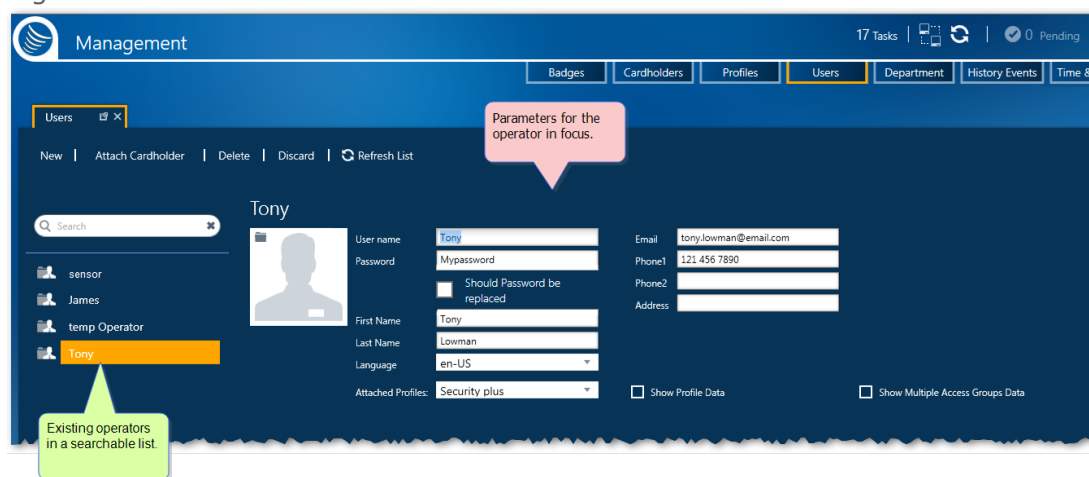 Management
17 Tasks | | 0 Pending
Badges Cardholders Profiles Users Department History Events Time &
Users
Parameters for the
operator in focus.
New | Attach Cardholder | Delete | Discard | Refresh List
Search
sensor
James
temp Operator
Tony
Existing operators
in a searchable list.
Tony
User name Tony
Password Mypassword
Should Password be
replaced
First Name Tony
Last Name Lowman
Language en-US
Attached Profiles: Security plus
Email tony.lowman@email.com
Phone1 121 456 7890
Phone2
Address
Show Profile Data
Show Multiple Access Groups Data